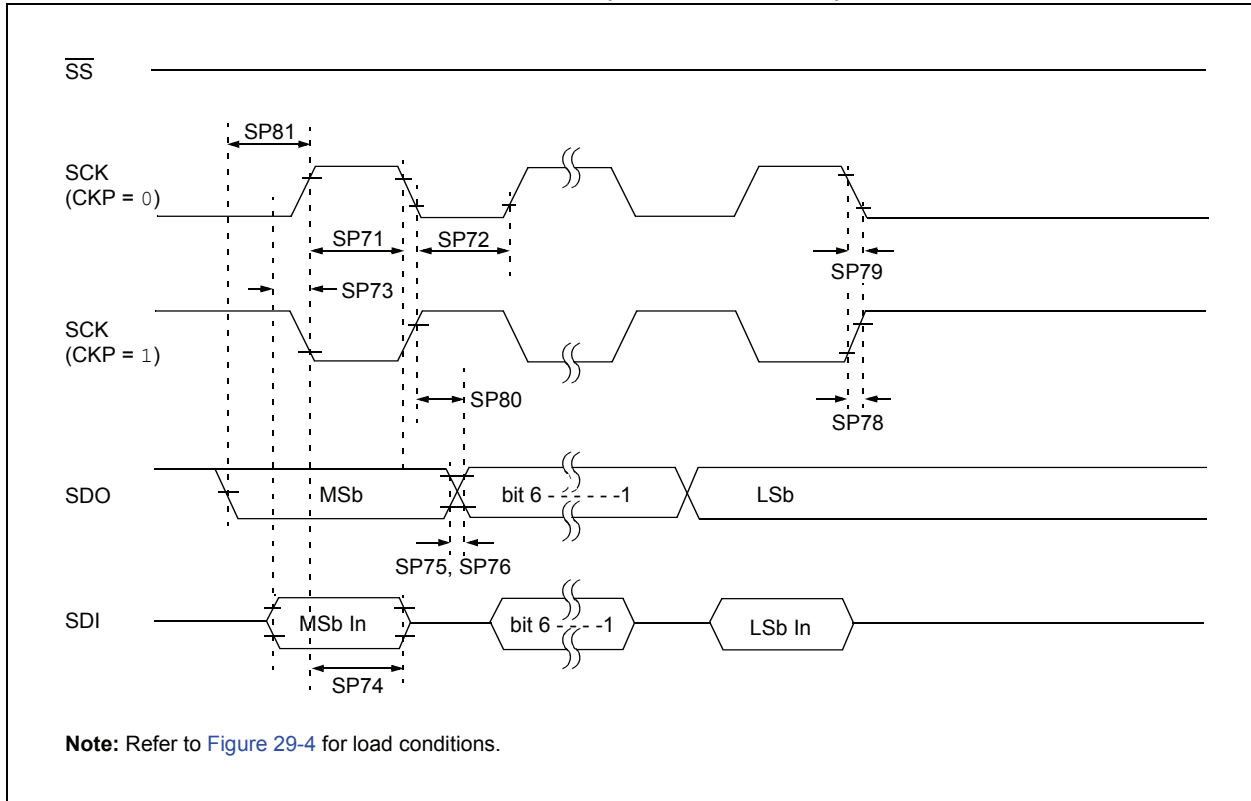 SS
SP81
SCK
(CKP = 0)
SP71
SP72
SP79
SP73
SCK
(CKP = 1)
SP80
SP78
SDO
MSb
bit 6 - - - - - - -1
LSb
SP75, SP76
SDI
MSb In
bit 6 - - - - -1
LSb In
SP74
Note: Refer to Figure 29-4 for load conditions.